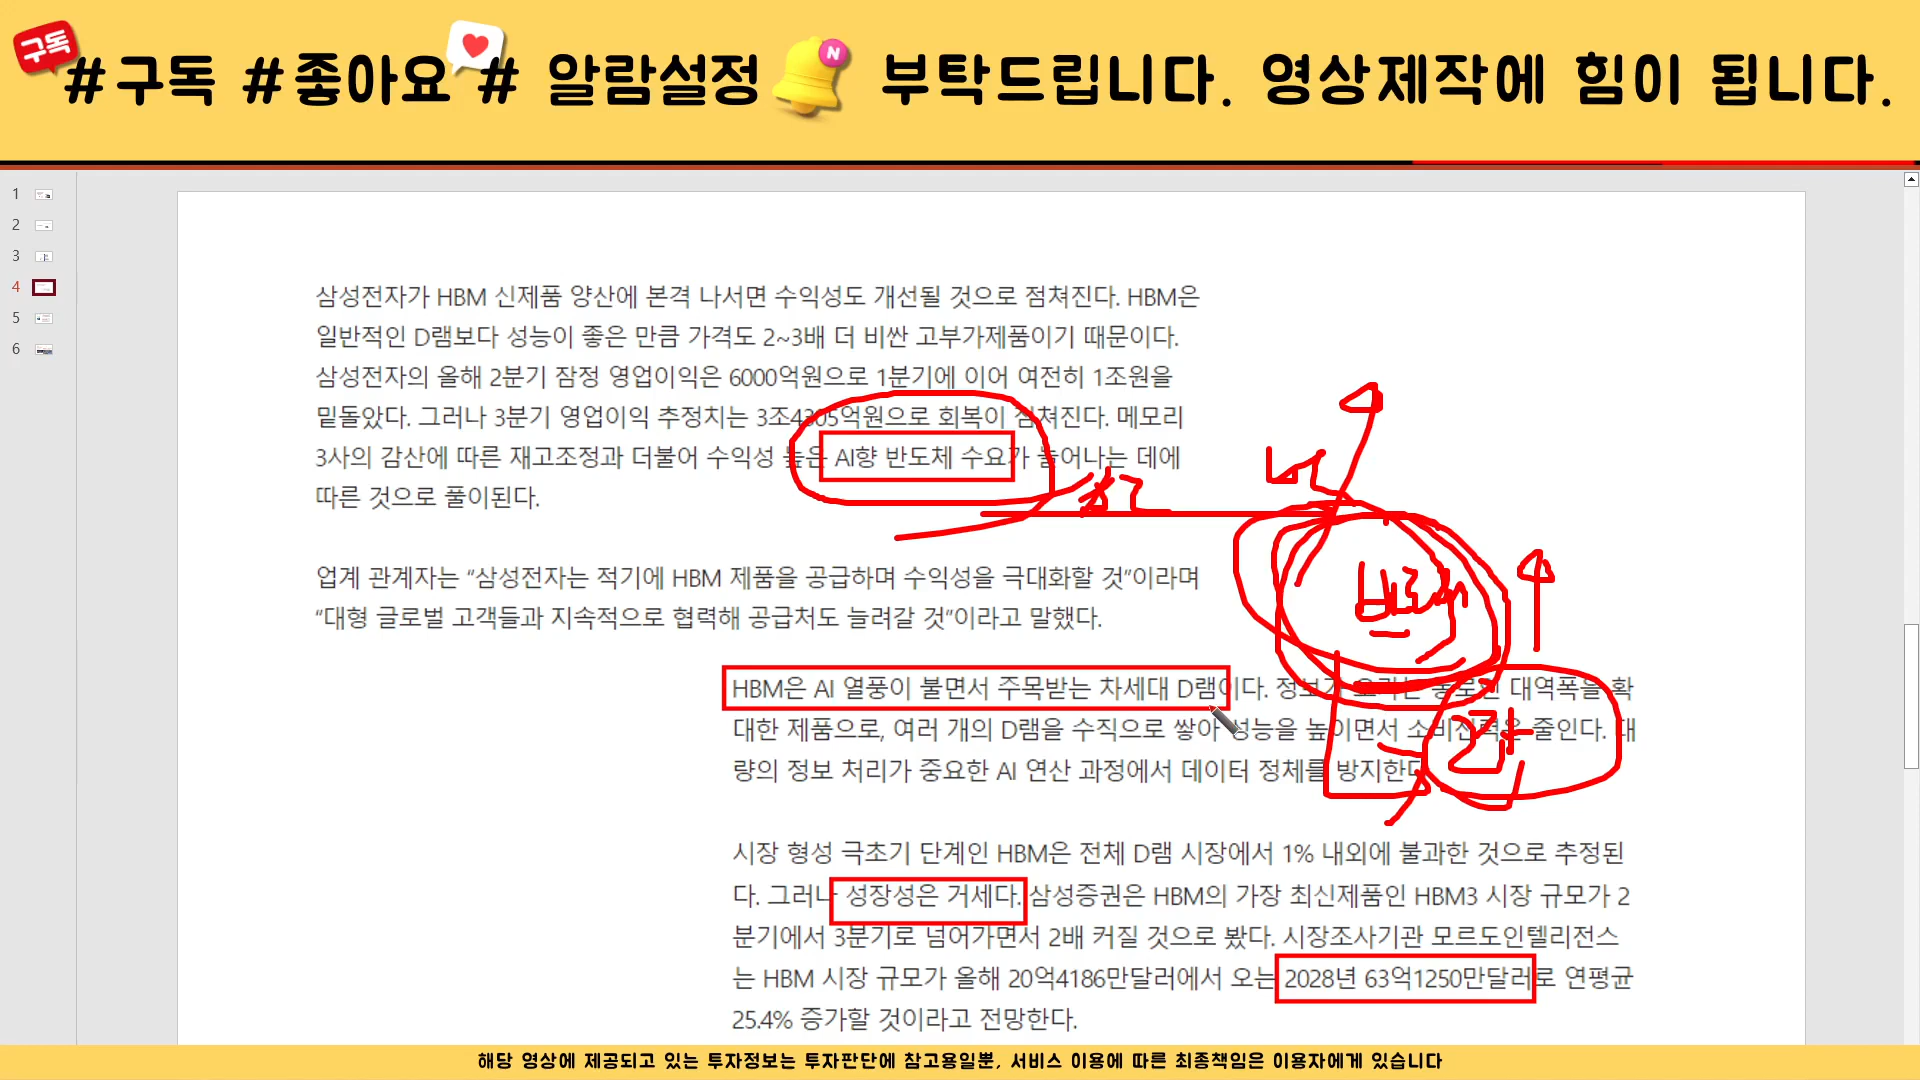 구독
#구독 #좋아요 # 알람설정 N 부탁드립니다. 영상제작에 힘이 됩니다.
1
2
3
4
5
6
삼성전자가 HBM 신제품 양산에 본격 나서면 수익성도 개선될 것으로 점쳐진다. HBM은
일반적인 D램보다 성능이 좋은 만큼 가격도 2~3배 더 비싼 고부가제품이기 때문이다.
삼성전자의 올해 2분기 잠정 영업이익은 6000억원으로 1분기에 이어 여전히 1조원을
밑돌았다. 그러나 3분기 영업이익 추정치는 3조4305억원으로 회복이 점쳐진다. 메모리
3사의 감산에 따른 재고조정과 더불어 수익성 높은 AI향 반도체 수요가 늘어나는 데에
따른 것으로 풀이된다.
업계 관계자는 “삼성전자는 적기에 HBM 제품을 공급하며 수익성을 극대화할 것”이라며
“대형 글로벌 고객들과 지속적으로 협력해 공급처도 늘려갈 것”이라고 말했다.
HBM은 AI 열풍이 불면서 주목받는 차세대 D램이다. 정보가 오가는 통로인 대역폭을 확
대한 제품으로, 여러 개의 D램을 수직으로 쌓아 성능을 높이면서 소비전력은 줄인다. 대
량의 정보 처리가 중요한 AI 연산 과정에서 데이터 정체를 방지한다
시장 형성 극초기 단계인 HBM은 전체 D램 시장에서 1% 내외에 불과한 것으로 추정된
다. 그러나 성장성은 거세다. 삼성증권은 HBM의 가장 최신제품인 HBM3 시장 규모가 2
분기에서 3분기로 넘어가면서 2배 커질 것으로 봤다. 시장조사기관 모르도인텔리전스
는 HBM 시장 규모가 올해 20억4186만달러에서 오는 2028년 63억1250만달러로 연평균
25.4% 증가할 것이라고 전망한다.
해당 영상에 제공되고 있는 투자정보는 투자판단에 참고용일뿐, 서비스 이용에 따른 최종책임은 이용자에게 있습니다